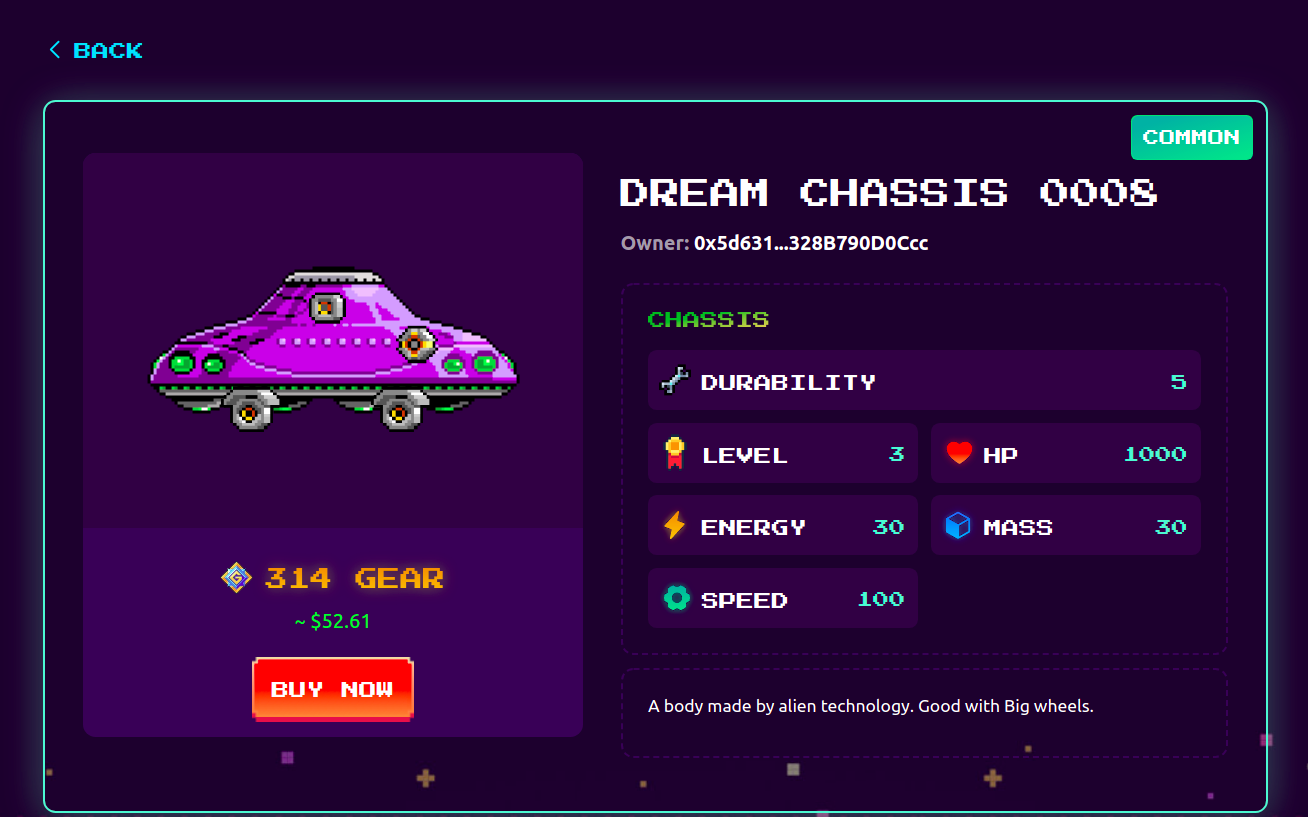 BACK
COMMON
DREAM CHASSIS 0008
Owner: 0x5d631...328B790D0Ccc
CHASSIS
DURABILITY 5
LEVEL 3
HP 1000
ENERGY 30
MASS 30
SPEED 100
314 GEAR
~ $52.61
BUY NOW
A body made by alien technology. Good with Big wheels.